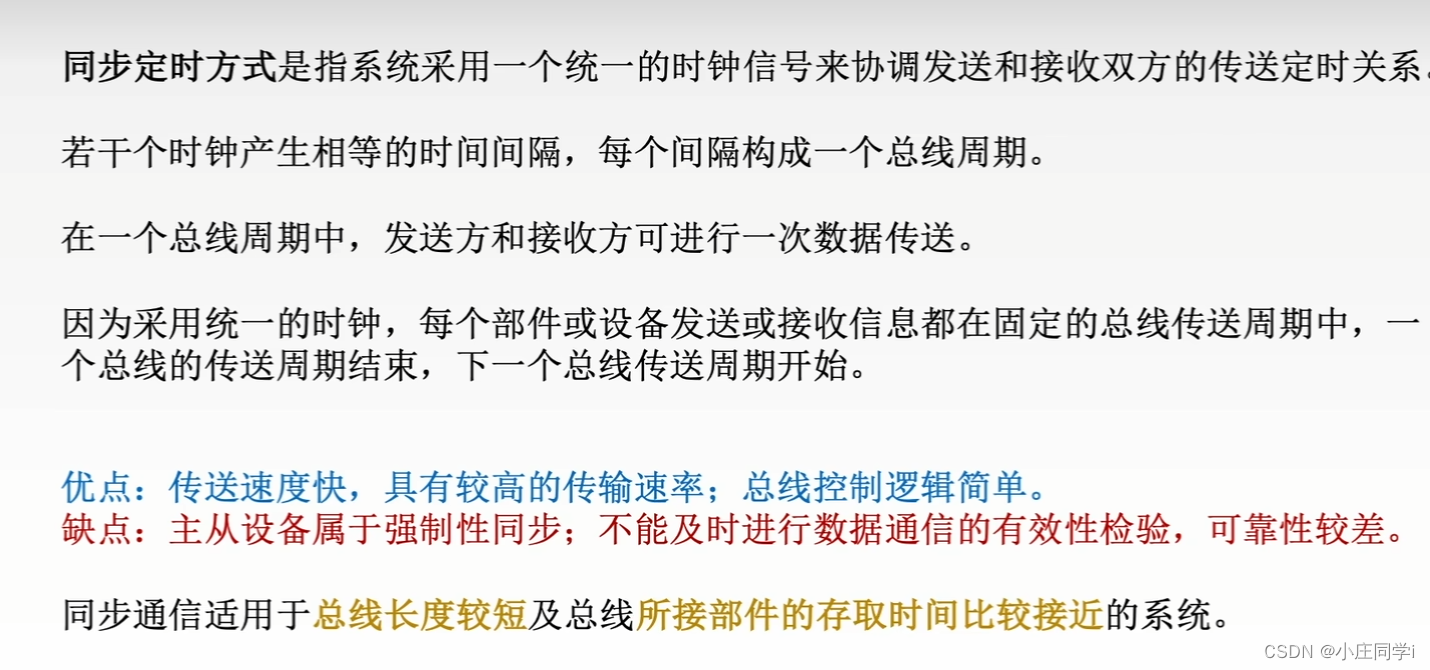 同步定时方式是指系统采用一个统一的时钟信号来协调发送和接收双方的传送定时关系。
若干个时钟产生相等的时间间隔，每个间隔构成一个总线周期。
在一个总线周期中，发送方和接收方可进行一次数据传送。
因为采用统一的时钟，每个部件或设备发送或接收信息都在固定的总线传送周期中，一
个总线的传送周期结束，下一个总线传送周期开始。
优点：传送速度快，具有较高的传输速率；总线控制逻辑简单。
缺点：主从设备属于强制性同步；不能及时进行数据通信的有效性检验，可靠性较差。
同步通信适用于总线长度较短及总线所接部件的存取时间比较接近的系统。
CSDN @小庄同学i